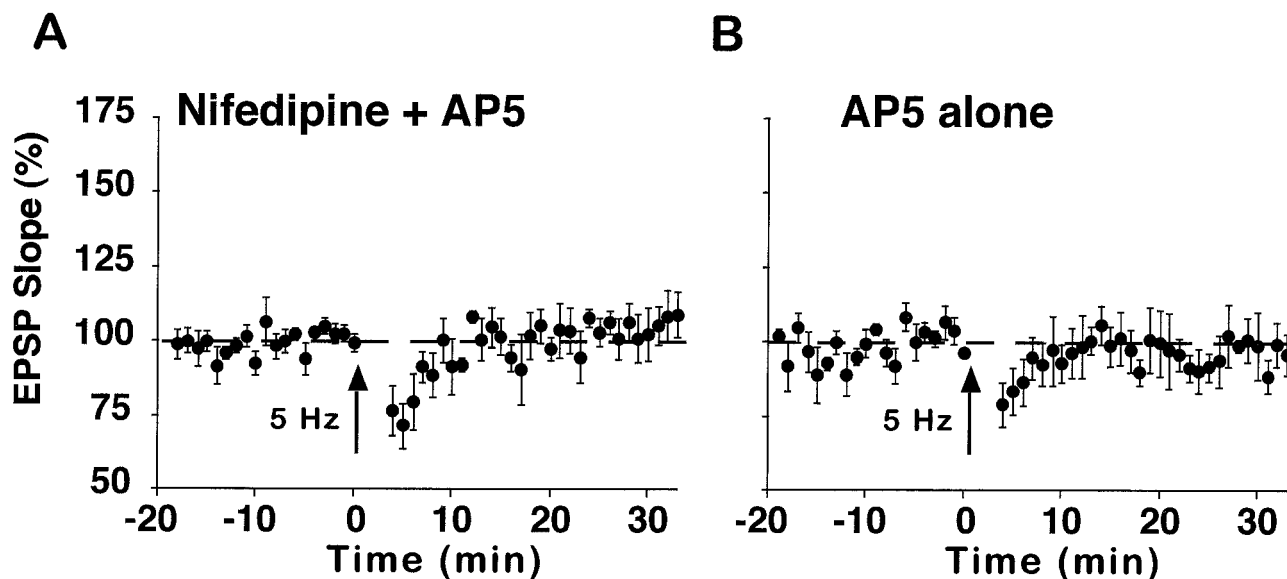 A
B
Nifedipine + AP5
AP5 alone
EPSP Slope (%)
175
150
125
100
75
50
5 Hz
5 Hz
-20 -10 0 10 20 30
-20 -10 0 10 20 30
Time (min)
Time (min)